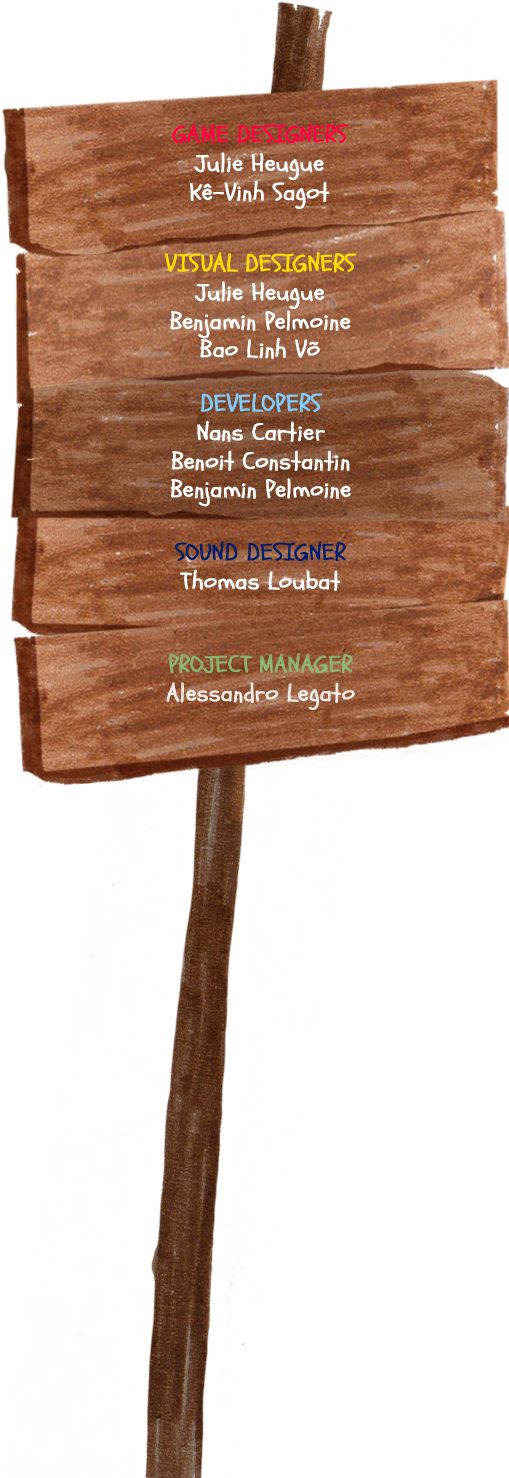 GAME DESIGNERS
Julie Heugue
Kê-Vinh Sagot
VISUAL DESIGNERS
Julie Heugue
Benjamin Pelmoine
Bao Linh Võ
DEVELOPERS
Nans Cartier
Benoit Constantin
Benjamin Pelmoine
SOUND DESIGNER
Thomas Loubat
PROJECT MANAGER
Alessandro Legato